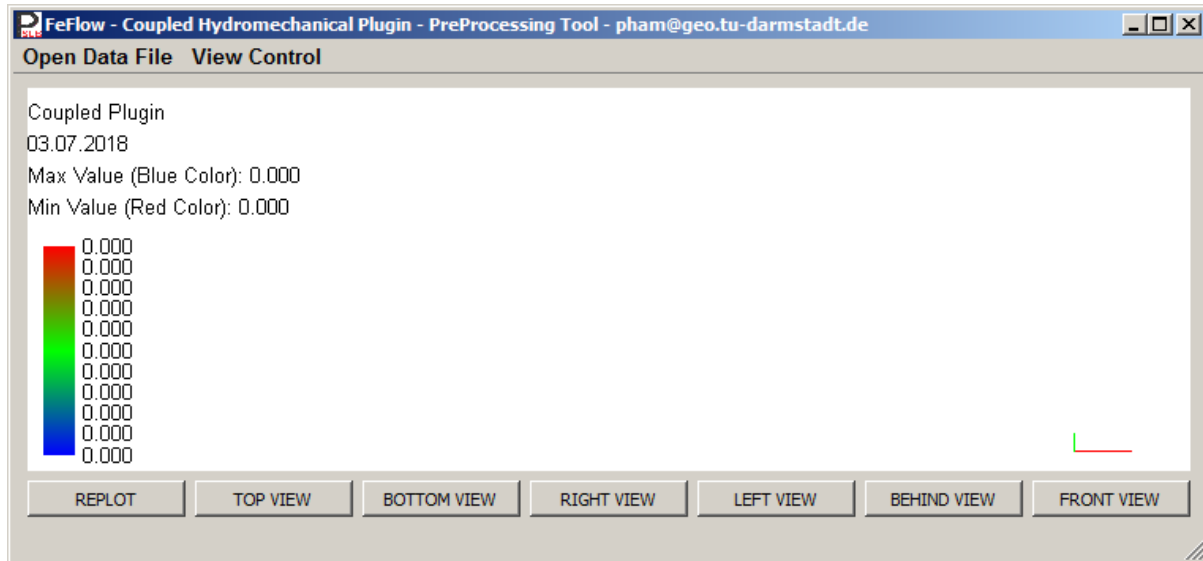 FeFlow - Coupled Hydromechanical Plugin - PreProcessing Tool - pham@geo.tu-darmstadt.de
Open Data File View Control
Coupled Plugin
03.07.2018
Max Value (Blue Color): 0.000
Min Value (Red Color): 0.000
0.000
0.000
0.000
0.000
0.000
0.000
0.000
0.000
0.000
0.000
0.000
REPLOT TOP VIEW BOTTOM VIEW RIGHT VIEW LEFT VIEW BEHIND VIEW FRONT VIEW